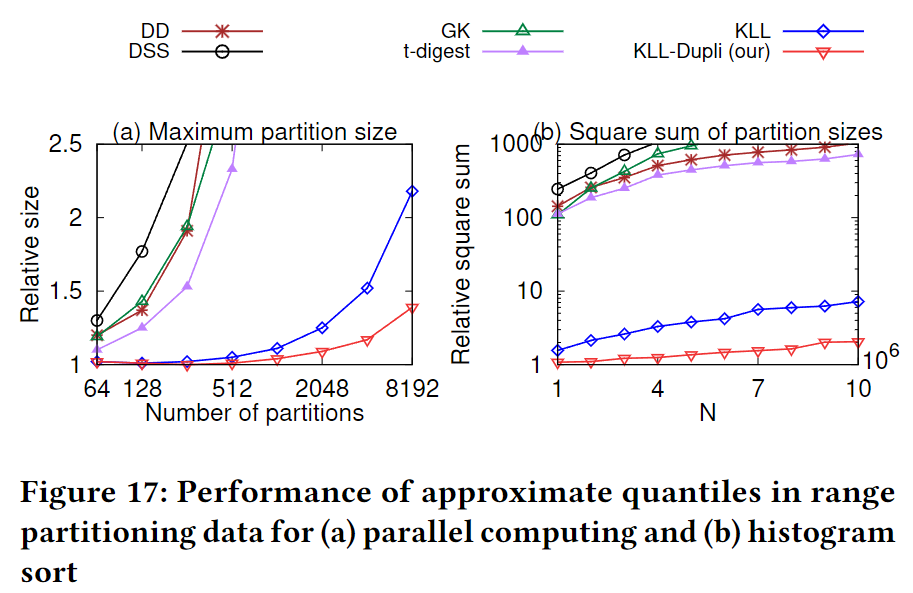 DD GK KLL
DSS t-digest KLL-Dupli (our)
(a) Maximum partition size
2.5
2
1.5
1
Relative size
64 128 512 2048 8192
Number of partitions
(b) Square sum of partition sizes
1000
100
10
1
Relative square sum
1 4 7 10
10^6
N
Figure 17: Performance of approximate quantiles in range
partitioning data for (a) parallel computing and (b) histogram
sort